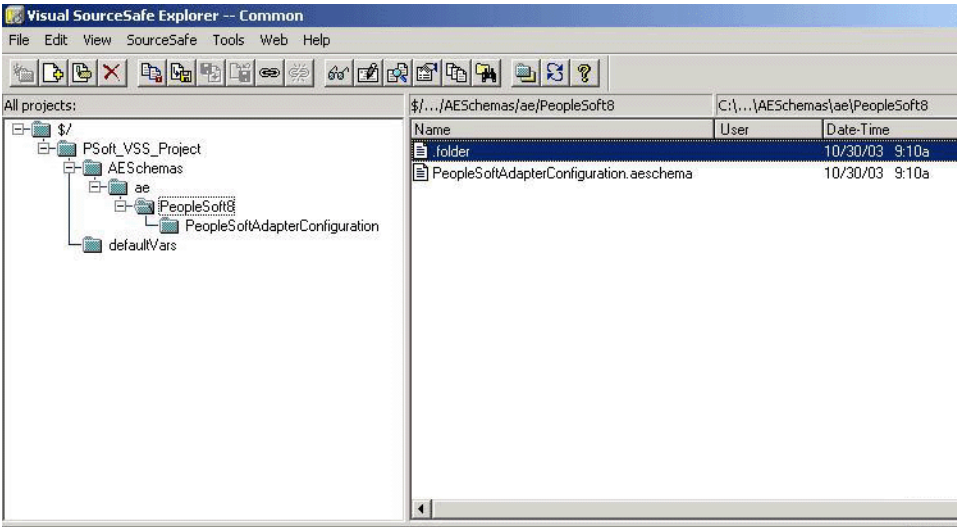 Visual SourceSafe Explorer -- Common
File Edit View SourceSafe Tools Web Help
All projects:
$/.../AESchemas/ae/PeopleSoft8
C:\...\AESchemas\ae\PeopleSoft8
$/
PSoft_VSS_Project
AESchemas
ae
PeopleSoft8
PeopleSoftAdapterConfiguration
defaultVars
Name User Date-Time
.folder 10/30/03 9:10a
PeopleSoftAdapterConfiguration.aeschema 10/30/03 9:10a